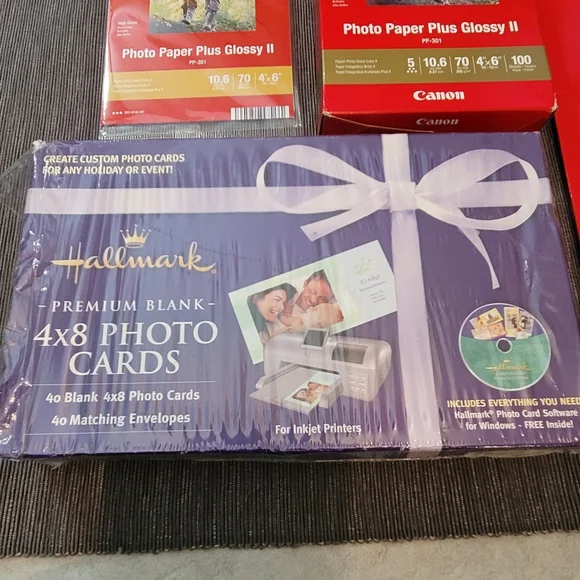 Photo Paper Plus Glossy II
PP-301
10.6
70
4"x6"
Photo Paper Plus Glossy II
PP-301
5
10.6
70
4"x6"
100
Canon
Canon
CREATE CUSTOM PHOTO CARDS
FOR ANY HOLIDAY OR EVENT!
Hallmark
-PREMIUM BLANK-
4x8 PHOTO
CARDS
40 Blank 4x8 Photo Cards
40 Matching Envelopes
For Inkjet Printers
Hallmark
INCLUDES EVERYTHING YOU NEED
Hallmark® Photo Card Software
for Windows - FREE Inside!